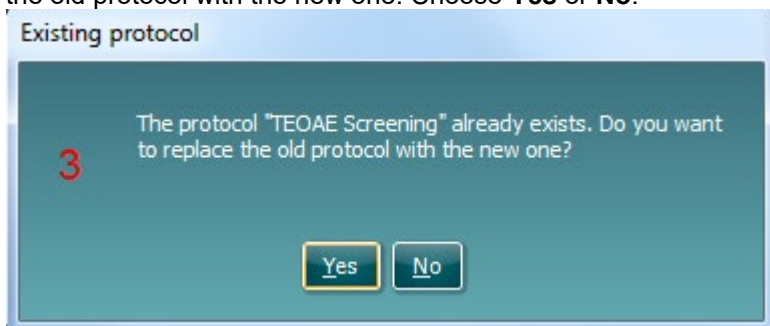 the old protocol with the new one. Choose Yes or No.
Existing protocol
The protocol "TEOAE Screening" already exists. Do you want
to replace the old protocol with the new one?
3
Yes
No